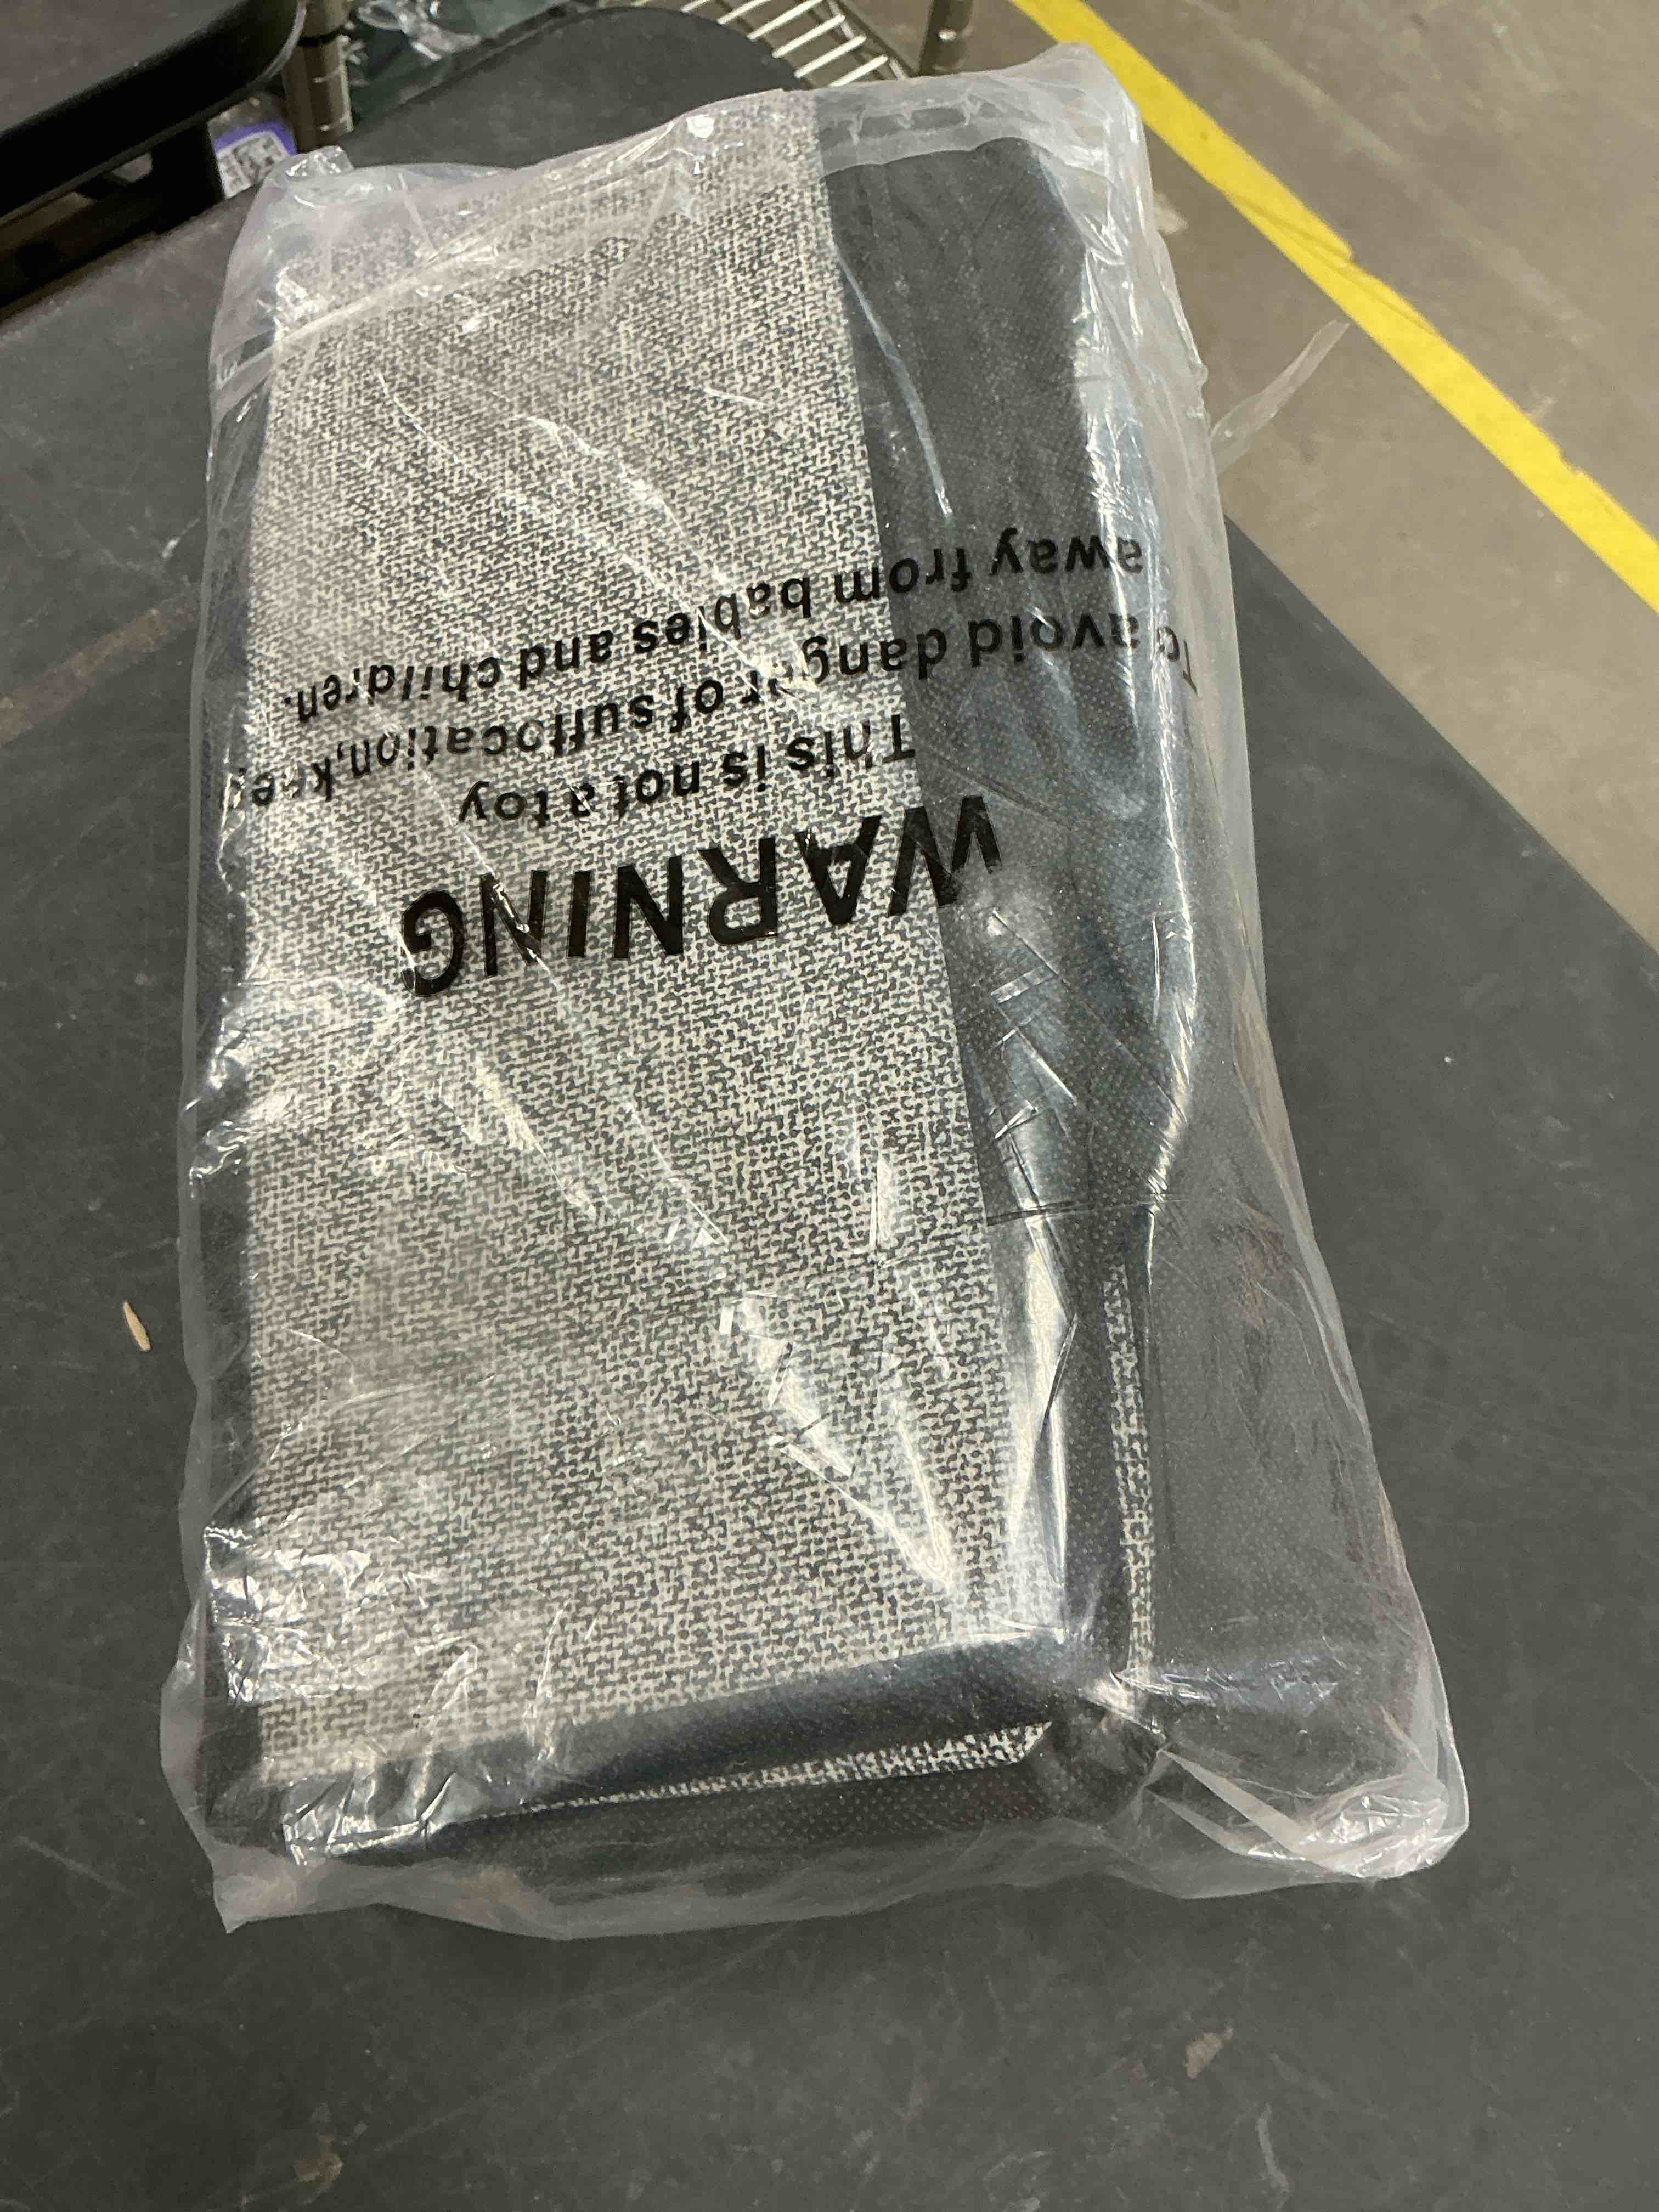 WARNING
This is not a toy
To avoid danger of suffocation,keep
away from babies and children.